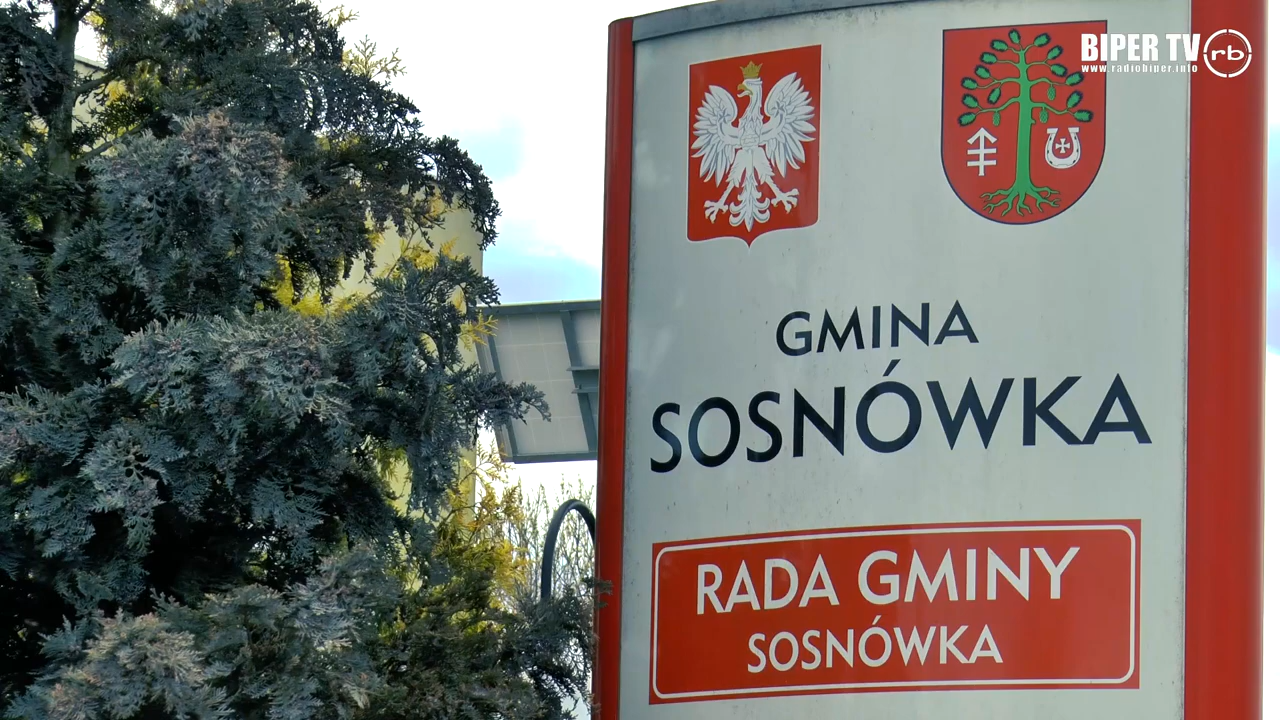 BIPER TV rb
www.radiobiper.info
GMINA
SOSNÓWKA
RADA GMINY
SOSNÓWKA